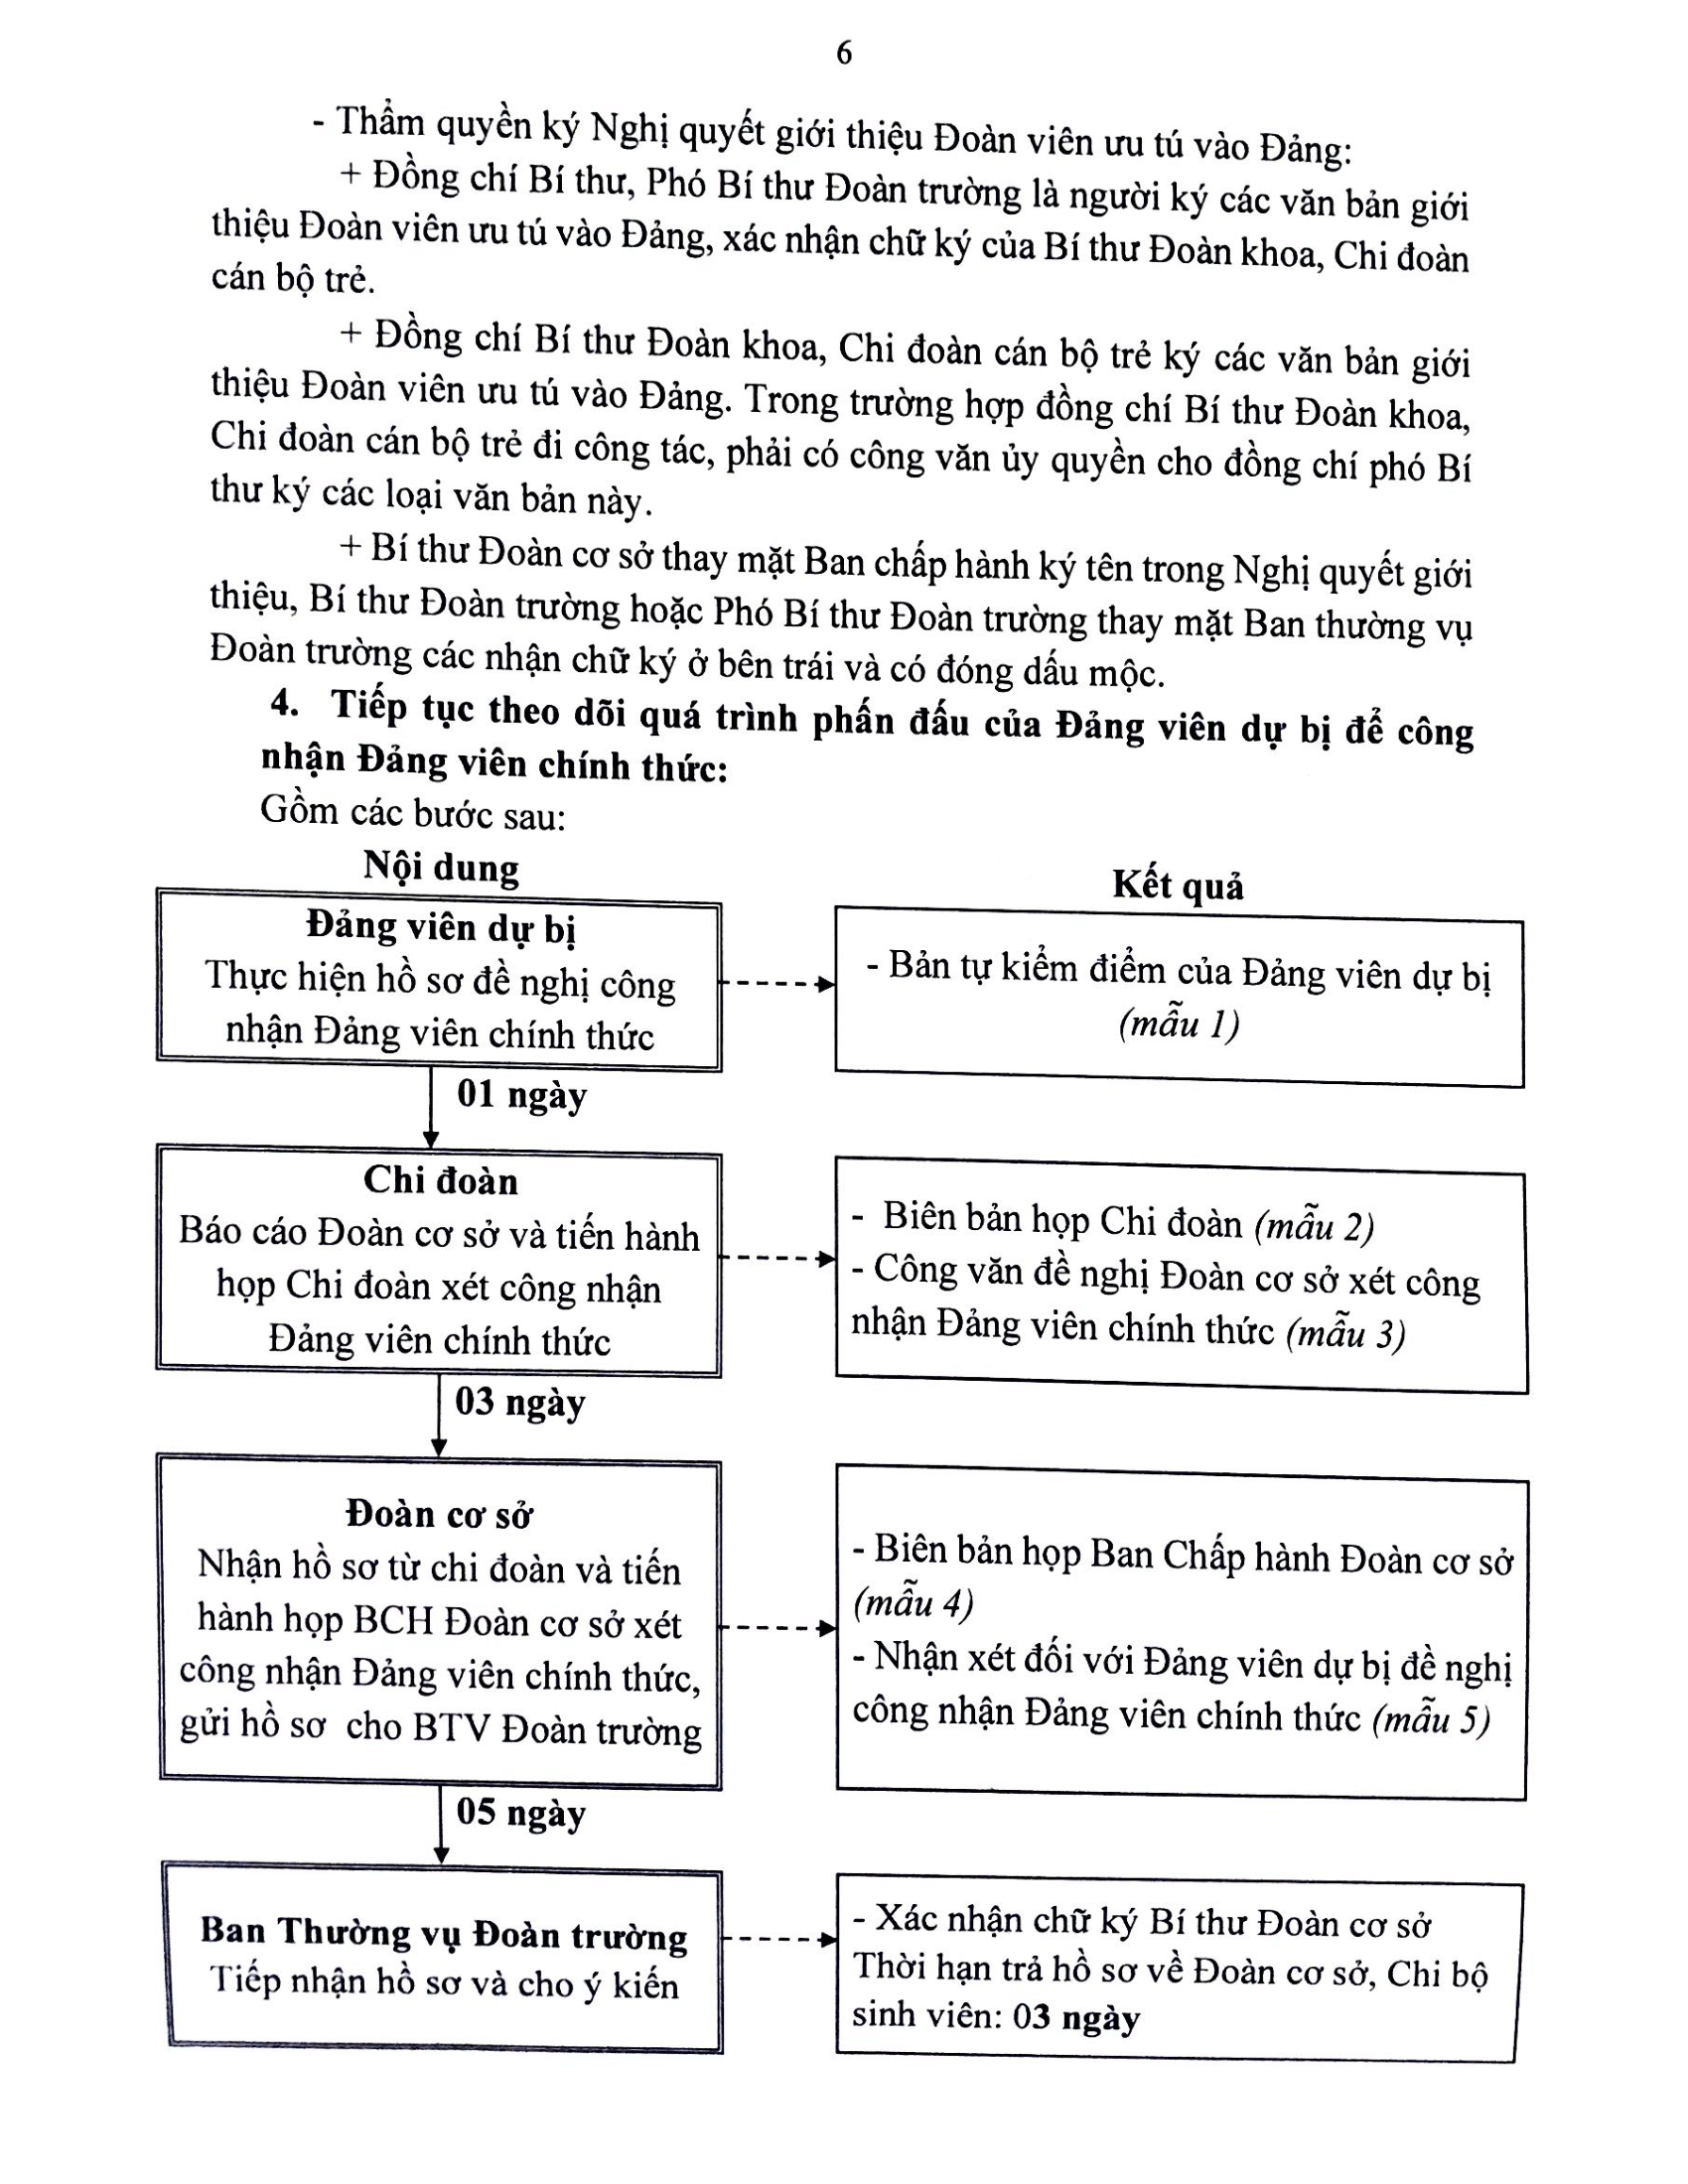 6
- Thẩm quyền ký Nghị quyết giới thiệu Đoàn viên ưu tú vào Đảng:
+ Đồng chí Bí thư, Phó Bí thư Đoàn trường là người ký các văn bản giới
thiệu Đoàn viên ưu tú vào Đảng, xác nhận chữ ký của Bí thư Đoàn khoa, Chi đoàn
cán bộ trẻ.
+ Đồng chí Bí thư Đoàn khoa, Chi đoàn cán bộ trẻ ký các văn bản giới
thiệu Đoàn viên ưu tú vào Đảng. Trong trường hợp đồng chí Bí thư Đoàn khoa,
Chi đoàn cán bộ trẻ đi công tác, phải có công văn ủy quyền cho đồng chí phó Bí
thư ký các loại văn bản này.
+ Bí thư Đoàn cơ sở thay mặt Ban chấp hành ký tên trong Nghị quyết giới
thiệu, Bí thư Đoàn trường hoặc Phó Bí thư Đoàn trường thay mặt Ban thường vụ
Đoàn trường các nhận chữ ký ở bên trái và có đóng dấu mộc.
4. Tiếp tục theo dõi quá trình phấn đấu của Đảng viên dự bị để công
nhận Đảng viên chính thức:
Gồm các bước sau:
Nội dung
Kết quả
Đảng viên dự bị
Thực hiện hồ sơ đề nghị công
nhận Đảng viên chính thức
- Bản tự kiểm điểm của Đảng viên dự bị
(mẫu 1)
01 ngày
Chi đoàn
Báo cáo Đoàn cơ sở và tiến hành
họp Chi đoàn xét công nhận
Đảng viên chính thức
- Biên bản họp Chi đoàn (mẫu 2)
- Công văn đề nghị Đoàn cơ sở xét công
nhận Đảng viên chính thức (mẫu 3)
03 ngày
Đoàn cơ sở
Nhận hồ sơ từ chi đoàn và tiến
hành họp BCH Đoàn cơ sở xét
công nhận Đảng viên chính thức,
gửi hồ sơ cho BTV Đoàn trường
- Biên bản họp Ban Chấp hành Đoàn cơ sở
(mẫu 4)
- Nhận xét đối với Đảng viên dự bị đề nghị
công nhận Đảng viên chính thức (mẫu 5)
05 ngày
Ban Thường vụ Đoàn trường
Tiếp nhận hồ sơ và cho ý kiến
- Xác nhận chữ ký Bí thư Đoàn cơ sở
Thời hạn trả hồ sơ về Đoàn cơ sở, Chi bộ
sinh viên: 03 ngày